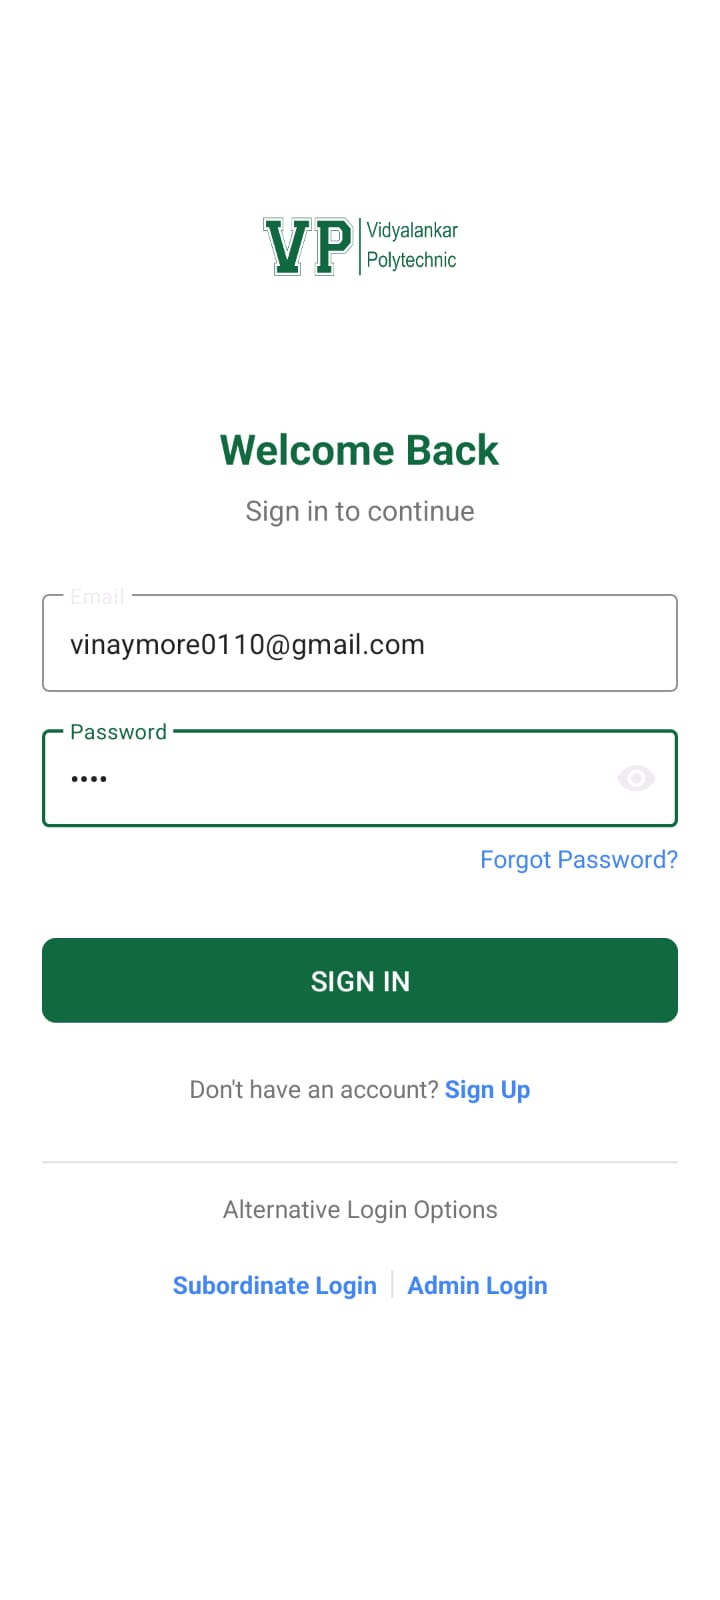 VP
Vidyalankar
Polytechnic
Welcome Back
Sign in to continue
Email
vinaymore0110@gmail.com
Password
••••
Forgot Password?
SIGN IN
Don't have an account? Sign Up
Alternative Login Options
Subordinate Login | Admin Login